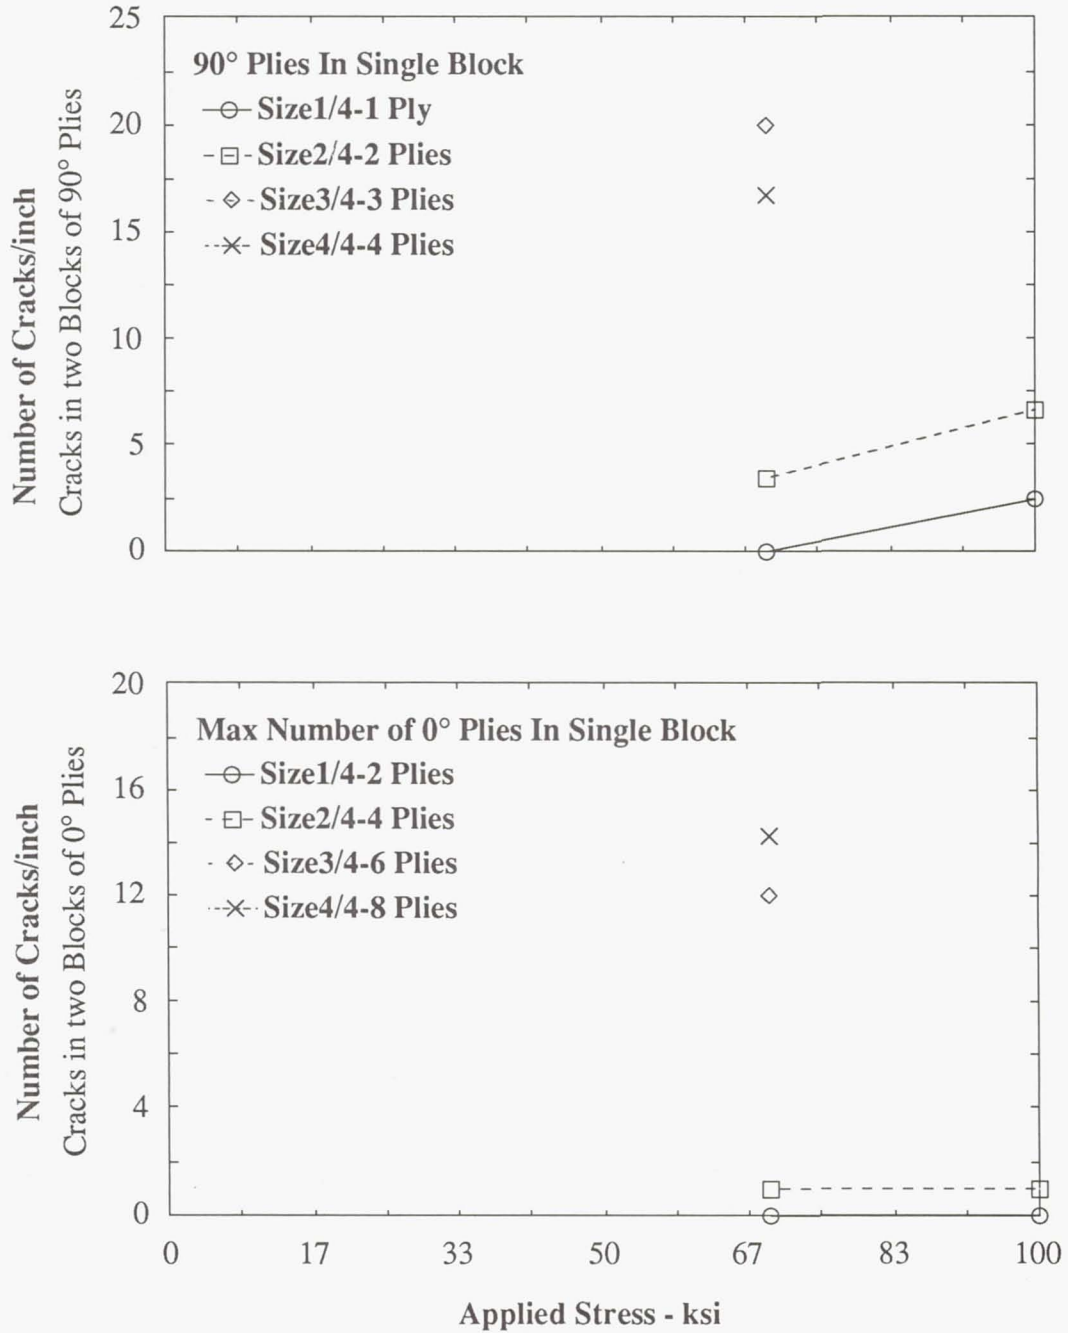 25
20
15
10
5
0
Number of Cracks/inch
Cracks in two Blocks of 90° Plies
90° Plies In Single Block
Size1/4-1 Ply
Size2/4-2 Plies
Size3/4-3 Plies
Size4/4-4 Plies
20
16
12
8
4
0
Number of Cracks/inch
Cracks in two Blocks of 0° Plies
Max Number of 0° Plies In Single Block
Size1/4-2 Plies
Size2/4-4 Plies
Size3/4-6 Plies
Size4/4-8 Plies
0 17 33 50 67 83 100
Applied Stress - ksi